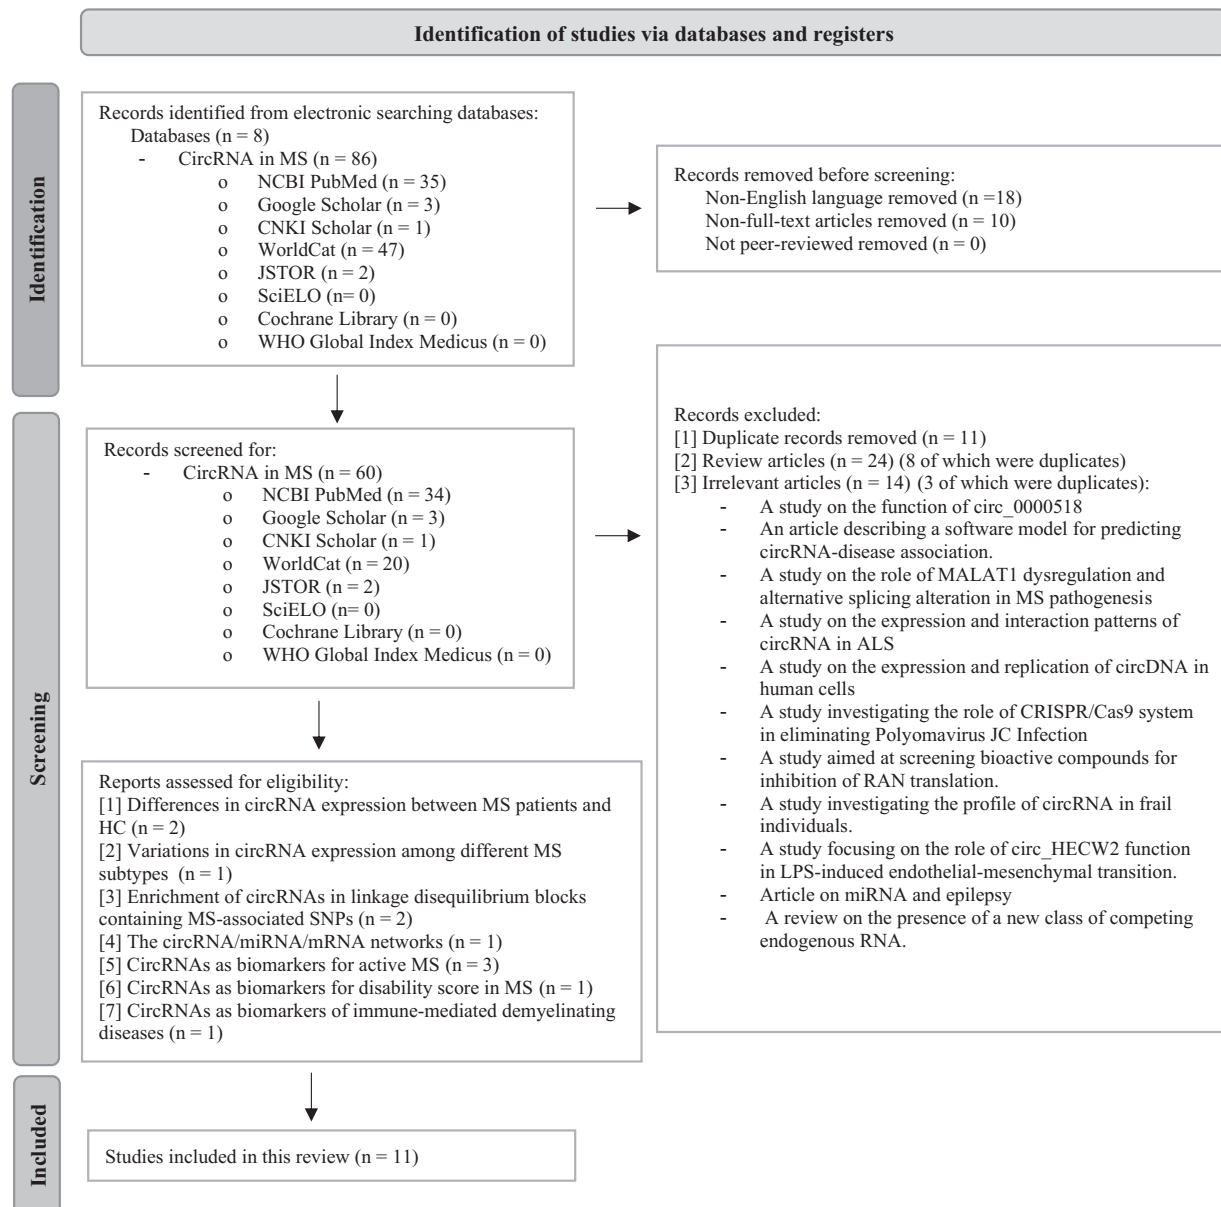 Identification of studies via databases and registers
Identification
Records identified from electronic searching databases:
Databases (n = 8)
- CircRNA in MS (n = 86)
o NCBI PubMed (n = 35)
o Google Scholar (n = 3)
o CNKI Scholar (n = 1)
o WorldCat (n = 47)
o JSTOR (n = 2)
o SciELO (n= 0)
o Cochrane Library (n = 0)
o WHO Global Index Medicus (n = 0)
Records removed before screening:
Non-English language removed (n =18)
Non-full-text articles removed (n = 10)
Not peer-reviewed removed (n = 0)
Screening
Records screened for:
- CircRNA in MS (n = 60)
o NCBI PubMed (n = 34)
o Google Scholar (n = 3)
o CNKI Scholar (n = 1)
o WorldCat (n = 20)
o JSTOR (n = 2)
o SciELO (n= 0)
o Cochrane Library (n = 0)
o WHO Global Index Medicus (n = 0)
Records excluded:
[1] Duplicate records removed (n = 11)
[2] Review articles (n = 24) (8 of which were duplicates)
[3] Irrelevant articles (n = 14) (3 of which were duplicates):
- A study on the function of circ_0000518
- An article describing a software model for predicting
circRNA-disease association.
- A study on the role of MALAT1 dysregulation and
alternative splicing alteration in MS pathogenesis
- A study on the expression and interaction patterns of
circRNA in ALS
- A study on the expression and replication of circDNA in
human cells
- A study investigating the role of CRISPR/Cas9 system
in eliminating Polyomavirus JC Infection
- A study aimed at screening bioactive compounds for
inhibition of RAN translation.
- A study investigating the profile of circRNA in frail
individuals.
- A study focusing on the role of circ_HECW2 function
in LPS-induced endothelial-mesenchymal transition.
- Article on miRNA and epilepsy
- A review on the presence of a new class of competing
endogenous RNA.
Reports assessed for eligibility:
[1] Differences in circRNA expression between MS patients and
HC (n = 2)
[2] Variations in circRNA expression among different MS
subtypes (n = 1)
[3] Enrichment of circRNAs in linkage disequilibrium blocks
containing MS-associated SNPs (n = 2)
[4] The circRNA/miRNA/mRNA networks (n = 1)
[5] CircRNAs as biomarkers for active MS (n = 3)
[6] CircRNAs as biomarkers for disability score in MS (n = 1)
[7] CircRNAs as biomarkers of immune-mediated demyelinating
diseases (n = 1)
Included
Studies included in this review (n = 11)